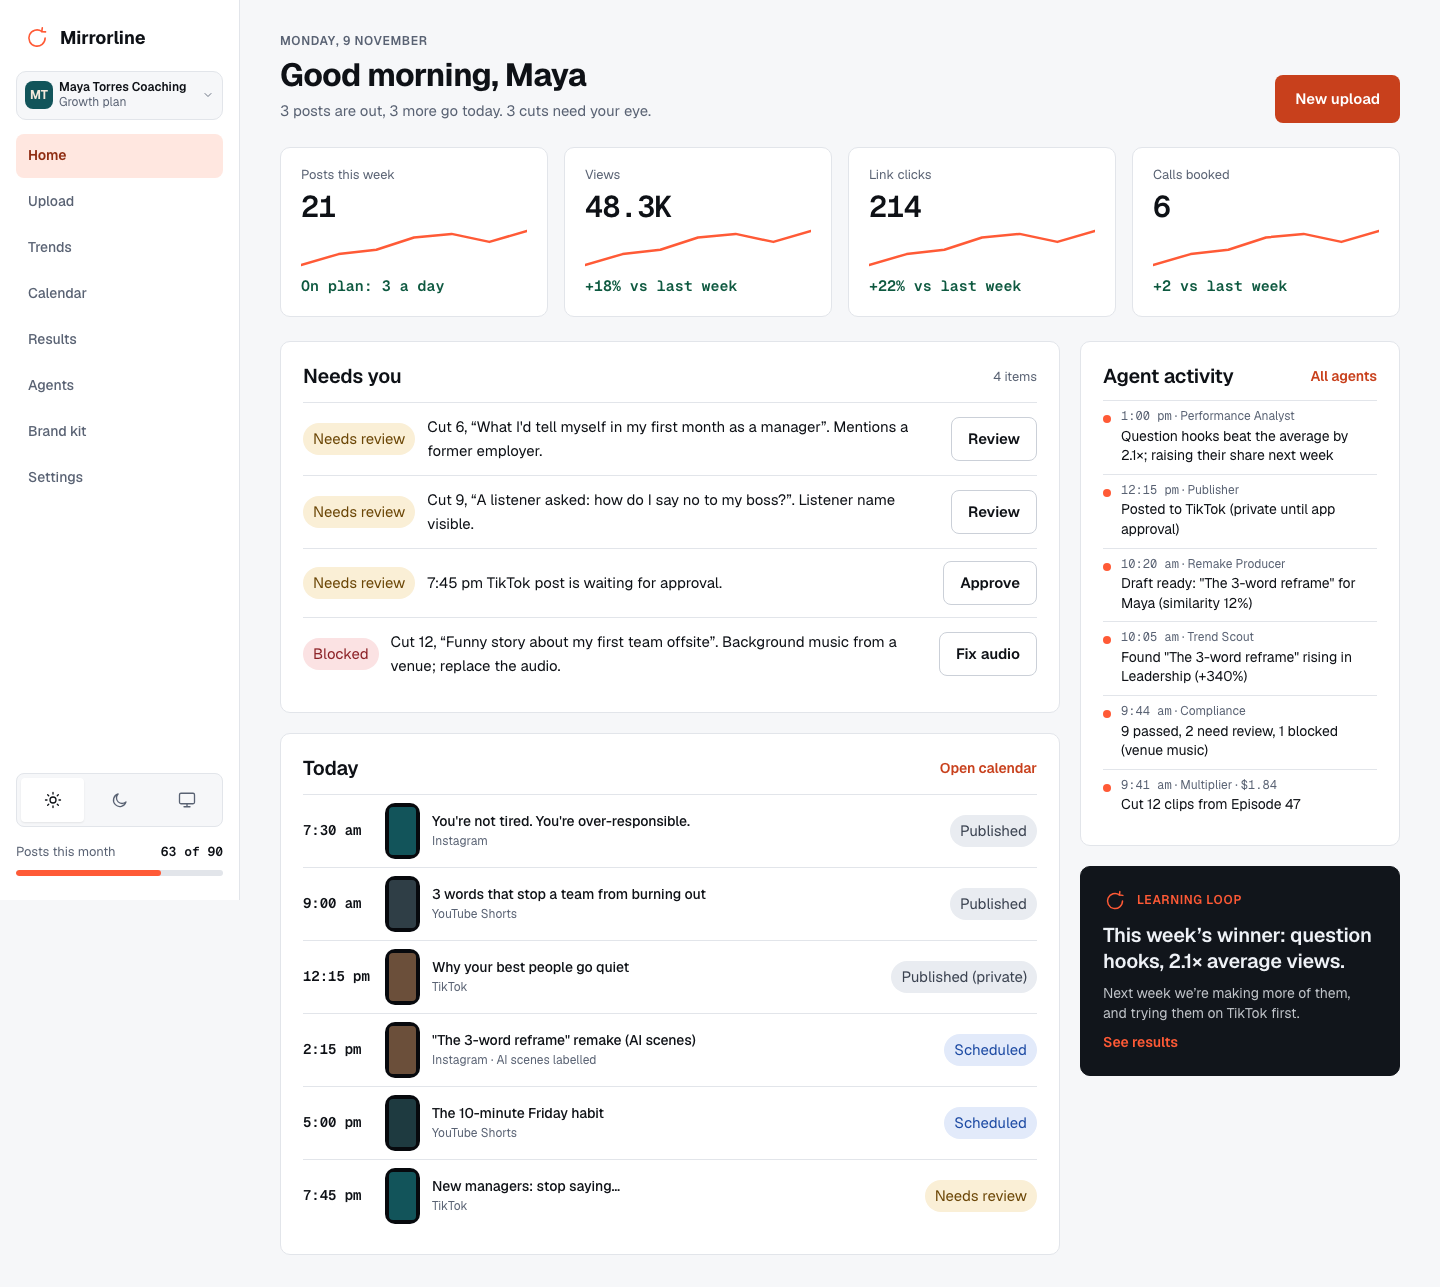 Mirrorline
MT
Maya Torres Coaching
Growth plan
Home
Upload
Trends
Calendar
Results
Agents
Brand kit
Settings
Posts this month
63 of 90
MONDAY, 9 NOVEMBER
Good morning, Maya
3 posts are out, 3 more go today. 3 cuts need your eye.
New upload
Posts this week
21
On plan: 3 a day
Views
48.3K
+18% vs last week
Link clicks
214
+22% vs last week
Calls booked
6
+2 vs last week
Needs you
4 items
Needs review
Cut 6, “What I'd tell myself in my first month as a manager”. Mentions a
former employer.
Review
Needs review
Cut 9, “A listener asked: how do I say no to my boss?”. Listener name
visible.
Review
Needs review
7:45 pm TikTok post is waiting for approval.
Approve
Blocked
Cut 12, “Funny story about my first team offsite”. Background music from a
venue; replace the audio.
Fix audio
Today
Open calendar
7:30 am
You're not tired. You're over-responsible.
Instagram
Published
9:00 am
3 words that stop a team from burning out
YouTube Shorts
Published
12:15 pm
Why your best people go quiet
TikTok
Published (private)
2:15 pm
"The 3-word reframe" remake (AI scenes)
Instagram · AI scenes labelled
Scheduled
5:00 pm
The 10-minute Friday habit
YouTube Shorts
Scheduled
7:45 pm
New managers: stop saying…
TikTok
Needs review
Agent activity
All agents
1:00 pm · Performance Analyst
Question hooks beat the average by
2.1×; raising their share next week
12:15 pm · Publisher
Posted to TikTok (private until app
approval)
10:20 am · Remake Producer
Draft ready: "The 3-word reframe" for
Maya (similarity 12%)
10:05 am · Trend Scout
Found "The 3-word reframe" rising in
Leadership (+340%)
9:44 am · Compliance
9 passed, 2 need review, 1 blocked
(venue music)
9:41 am · Multiplier · $1.84
Cut 12 clips from Episode 47
LEARNING LOOP
This week’s winner: question
hooks, 2.1× average views.
Next week we’re making more of them,
and trying them on TikTok first.
See results